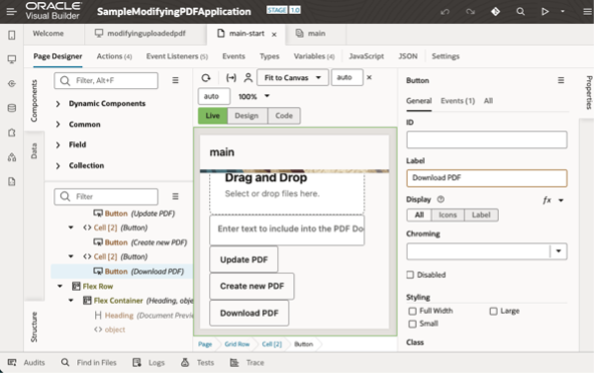 ORACLE
Visual Builder
SampleModifyingPDFApplication
STAGE 1.0
Welcome
modifyinguploadedpdf
main-start
main
Page Designer
Actions (4)
Event Listeners (5)
Events
Types
Variables (4)
JavaScript
JSON
Settings
Components
Data
Structure
Filter, Alt+F
Dynamic Components
Common
Field
Collection
Filter
Button (Update PDF)
Cell [2] (Button)
Button (Create new PDF)
Cell [2] (Button)
Button (Download PDF)
Flex Row
Flex Container (Heading, obje
Heading (Document Previe
object
Fit to Canvas
auto
auto
100%
Live
Design
Code
main
Drag and Drop
Select or drop files here.
Enter text to include into the PDF Do
Update PDF
Create new PDF
Download PDF
Page
Grid Row
Cell [2]
Button
Button
General
Events (1)
All
ID
Label
Download PDF
Display
fx
All
Icons
Label
Chroming
Disabled
Styling
Full Width
Large
Small
Class
Properties
Audits
Find in Files
Logs
Tests
Trace